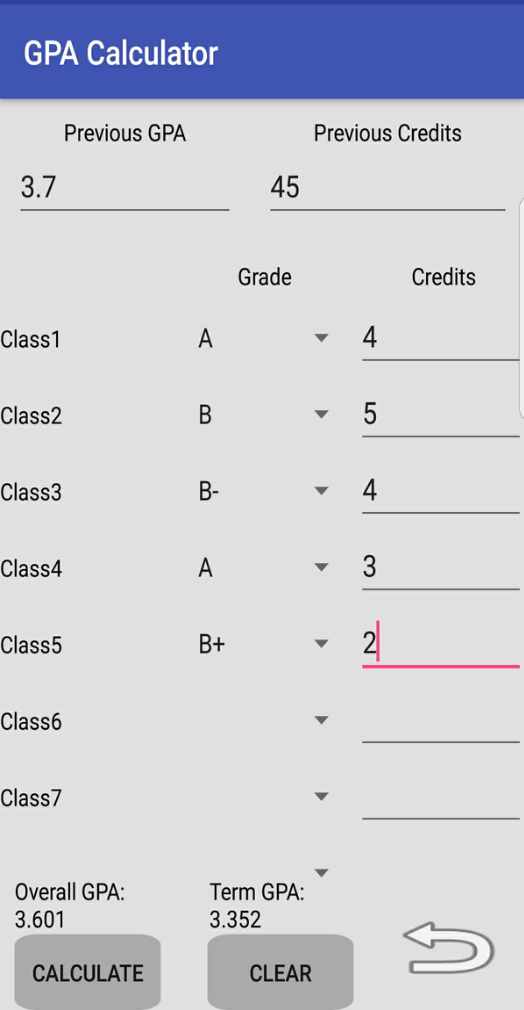 GPA Calculator
Previous GPA Previous Credits
3.7 45
Grade Credits
Class1 A 4
Class2 B 5
Class3 B- 4
Class4 A 3
Class5 B+ 2
Class6
Class7
Overall GPA: Term GPA:
3.601 3.352
CALCULATE CLEAR